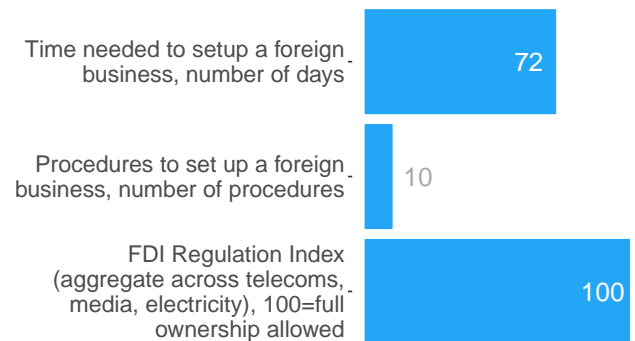 Time needed to setup a foreign
business, number of days
72
Procedures to set up a foreign
business, number of procedures
10
FDI Regulation Index
(aggregate across telecoms,
media, electricity), 100=full
ownership allowed
100